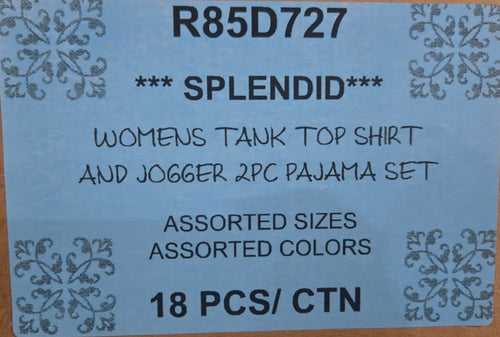 R85D727
*** SPLENDID***
WOMENS TANK TOP SHIRT
AND JOGGER 2PC PAJAMA SET
ASSORTED SIZES
ASSORTED COLORS
18 PCS/ CTN